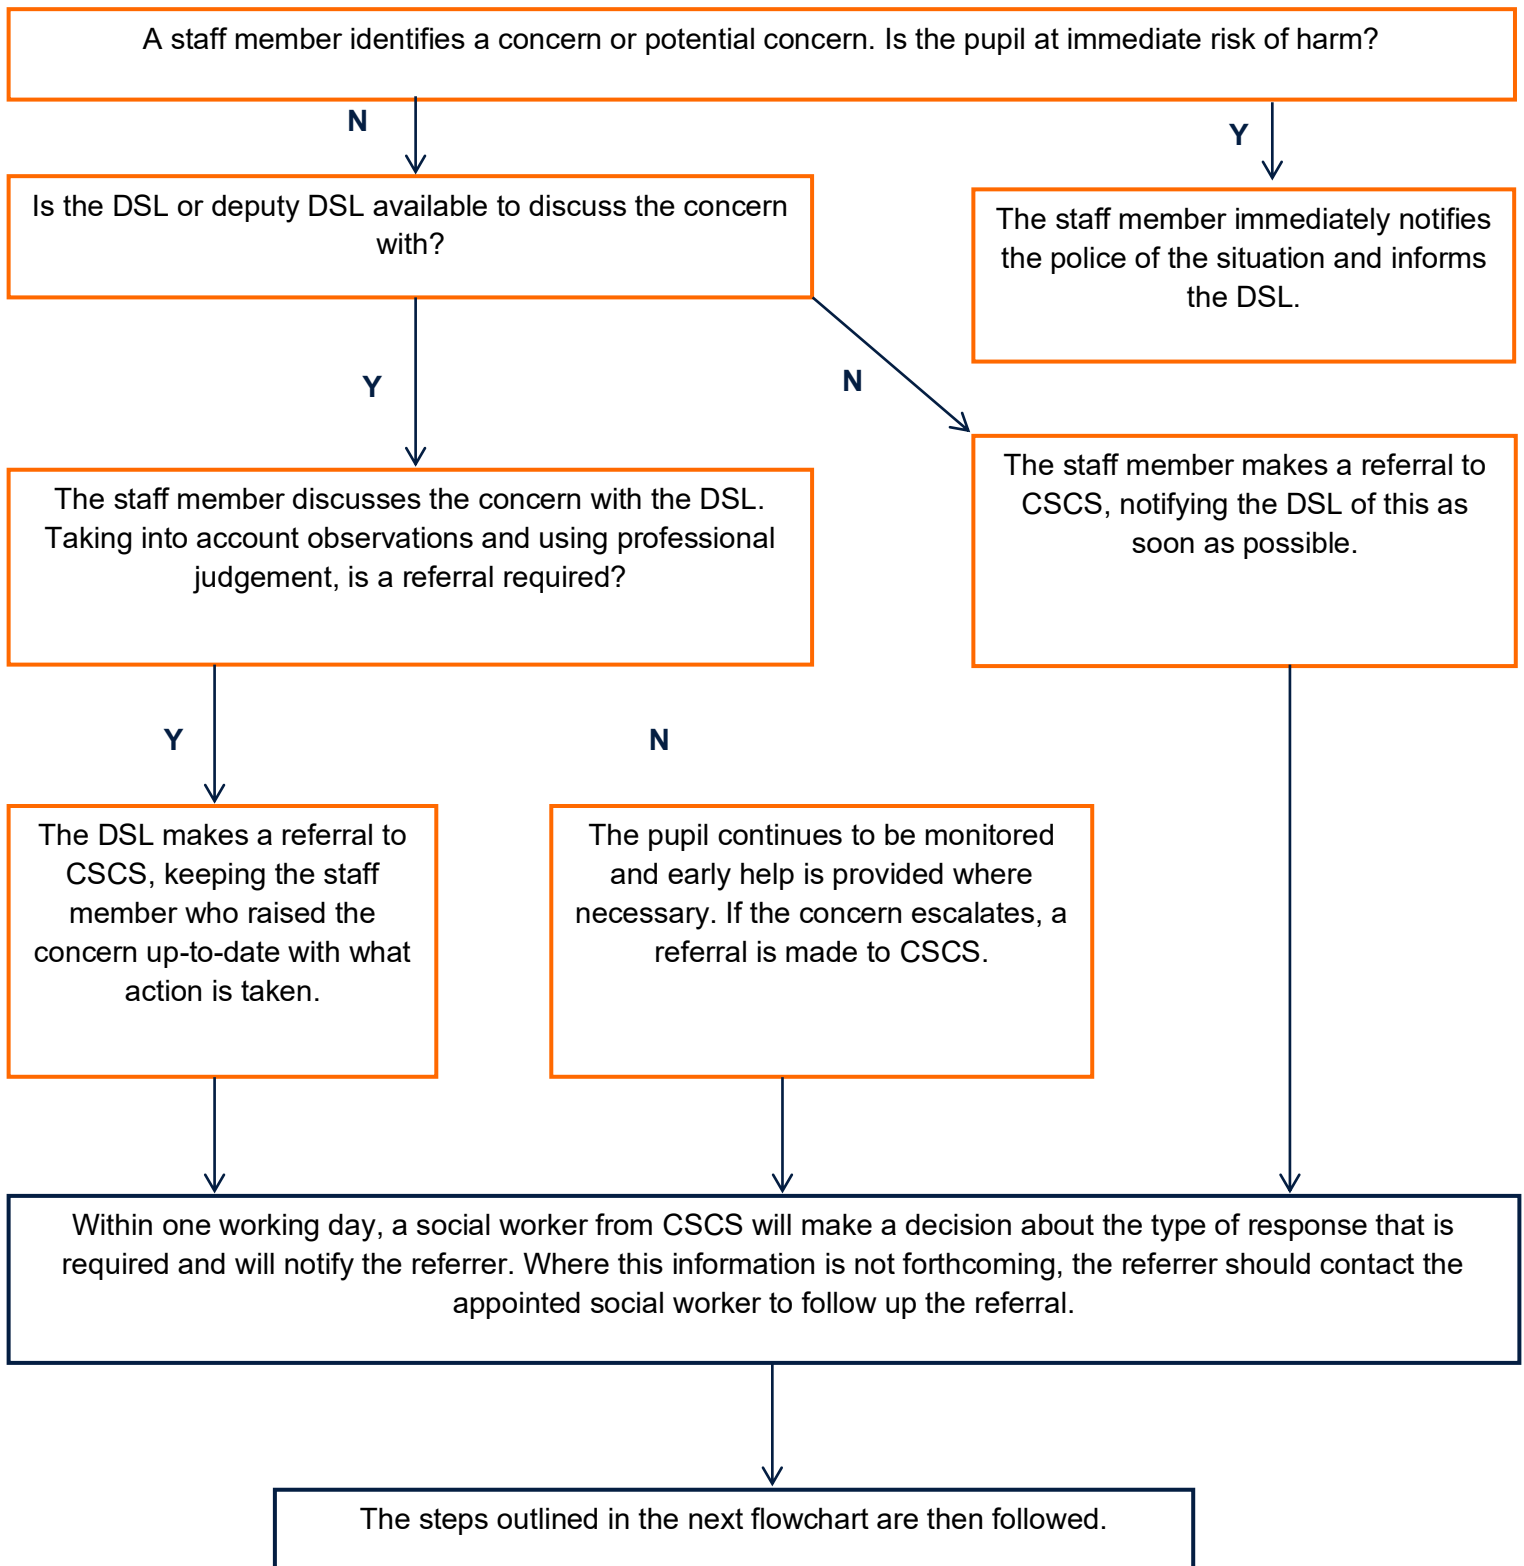 A staff member identifies a concern or potential concern. Is the pupil at immediate risk of harm?
N
Y
Is the DSL or deputy DSL available to discuss the concern
with?
The staff member immediately notifies
the police of the situation and informs
the DSL.
Y
N
The staff member discusses the concern with the DSL.
Taking into account observations and using professional
judgement, is a referral required?
The staff member makes a referral to
CSCS, notifying the DSL of this as
soon as possible.
Y
N
The DSL makes a referral to
CSCS, keeping the staff
member who raised the
concern up-to-date with what
action is taken.
The pupil continues to be monitored
and early help is provided where
necessary. If the concern escalates, a
referral is made to CSCS.
Within one working day, a social worker from CSCS will make a decision about the type of response that is
required and will notify the referrer. Where this information is not forthcoming, the referrer should contact the
appointed social worker to follow up the referral.
The steps outlined in the next flowchart are then followed.